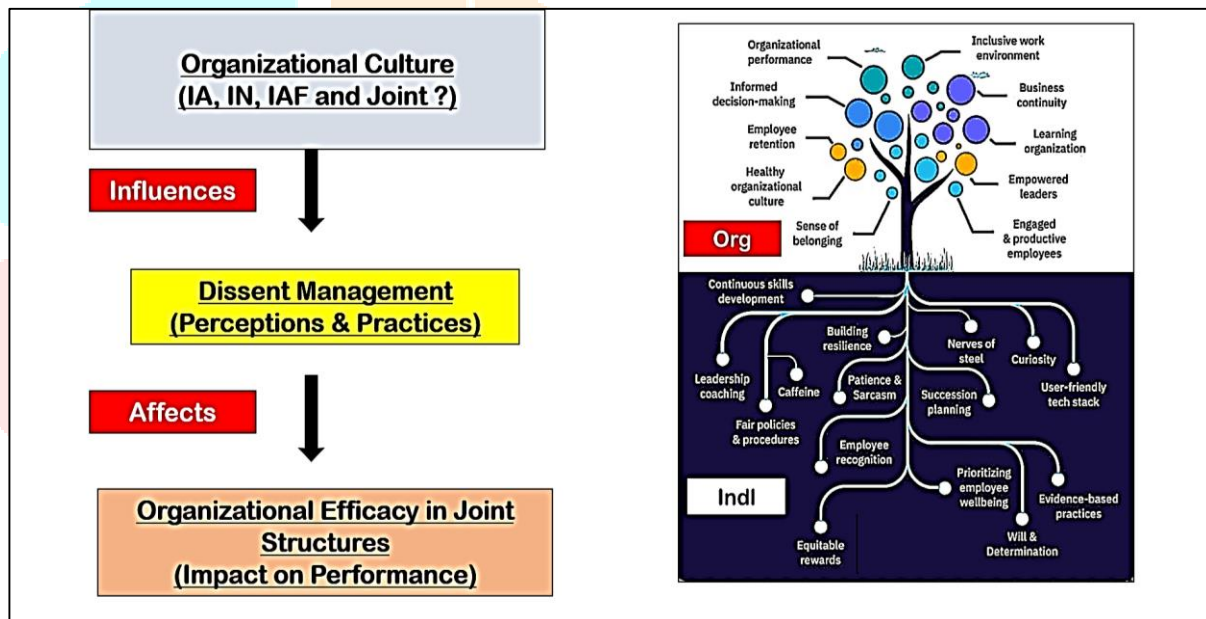 Organizational Culture
(IA, IN, IAF and Joint ?)
Influences
Dissent Management
(Perceptions & Practices)
Affects
Organizational Efficacy in Joint
Structures
(Impact on Performance)
Organizational
performance
Inclusive work
environment
Informed
decision-making
Business
continuity
Employee
retention
Learning
organization
Healthy
organizational
culture
Empowered
leaders
Sense of
belonging
Engaged
& productive
employees
Org
Continuous skills
development
Building
resilience
Nerves of
steel
Curiosity
Leadership
coaching
Caffeine
Patience &
Sarcasm
Succession
planning
User-friendly
tech stack
Fair policies
& procedures
Employee
recognition
Prioritizing
employee
wellbeing
Evidence-based
practices
Indl
Equitable
rewards
Will &
Determination